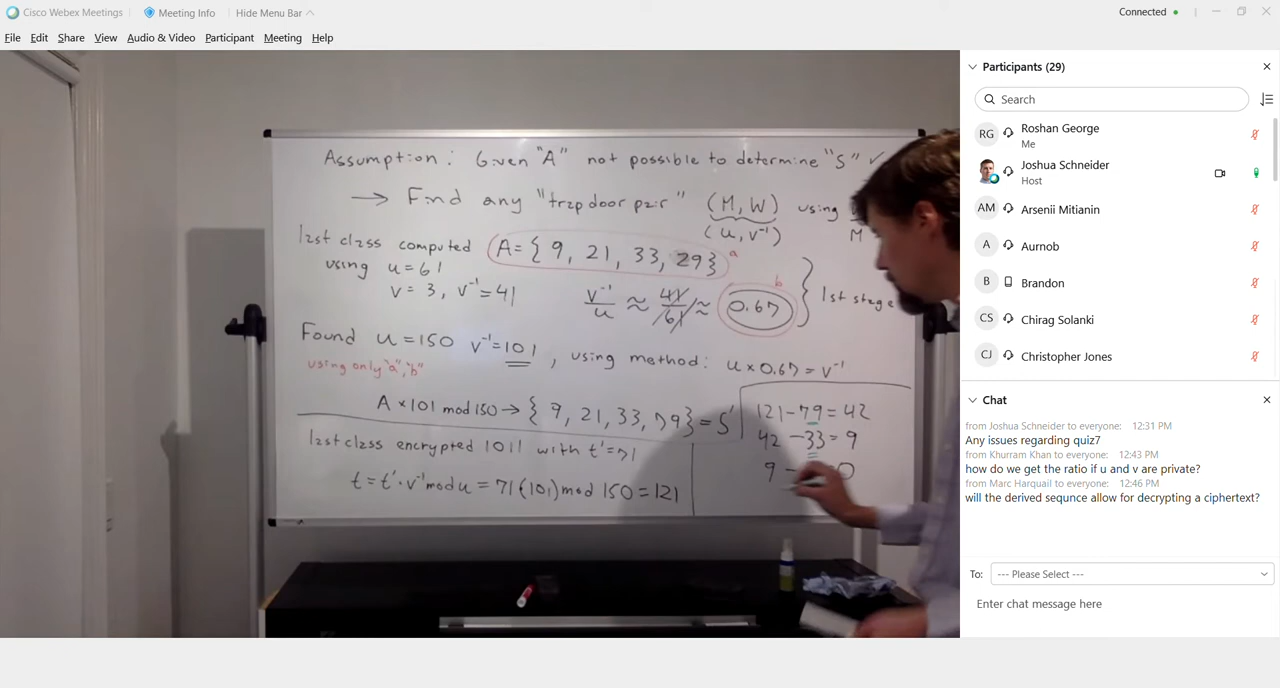 Cisco Webex Meetings
Meeting Info
Hide Menu Bar
Connected
File Edit Share View Audio & Video Participant Meeting Help
Assumption: Given "A" not possible to determine "S" ✓
→ Find any "trapdoor pair" (M, W) using
(u, v⁻¹) M
last class computed A={9, 21, 33, 29} a
using u=61
v=3, v⁻¹=41
v⁻¹/u ≈ 41/61 ≈ 0.67 b } 1st stage
Found u=150 v⁻¹=101, using method: u×0.67=v⁻¹
using only "a", "b"
A×101 mod 150 → {9, 21, 33, 79} = S'
last class encrypted 1011 with t'=71
t=t'·v⁻¹mod u = 71(101)mod 150=121
121-79=42
42-33=9
9- 0
Participants (29)
Search
RG Roshan George
Me
Joshua Schneider
Host
AM Arsenii Mitianin
A Aurnob
B Brandon
CS Chirag Solanki
CJ Christopher Jones
Chat
from Joshua Schneider to everyone: 12:31 PM
Any issues regarding quiz7
from Khurram Khan to everyone: 12:43 PM
how do we get the ratio if u and v are private?
from Marc Harquail to everyone: 12:46 PM
will the derived sequnce allow for decrypting a ciphertext?
To: --- Please Select ---
Enter chat message here